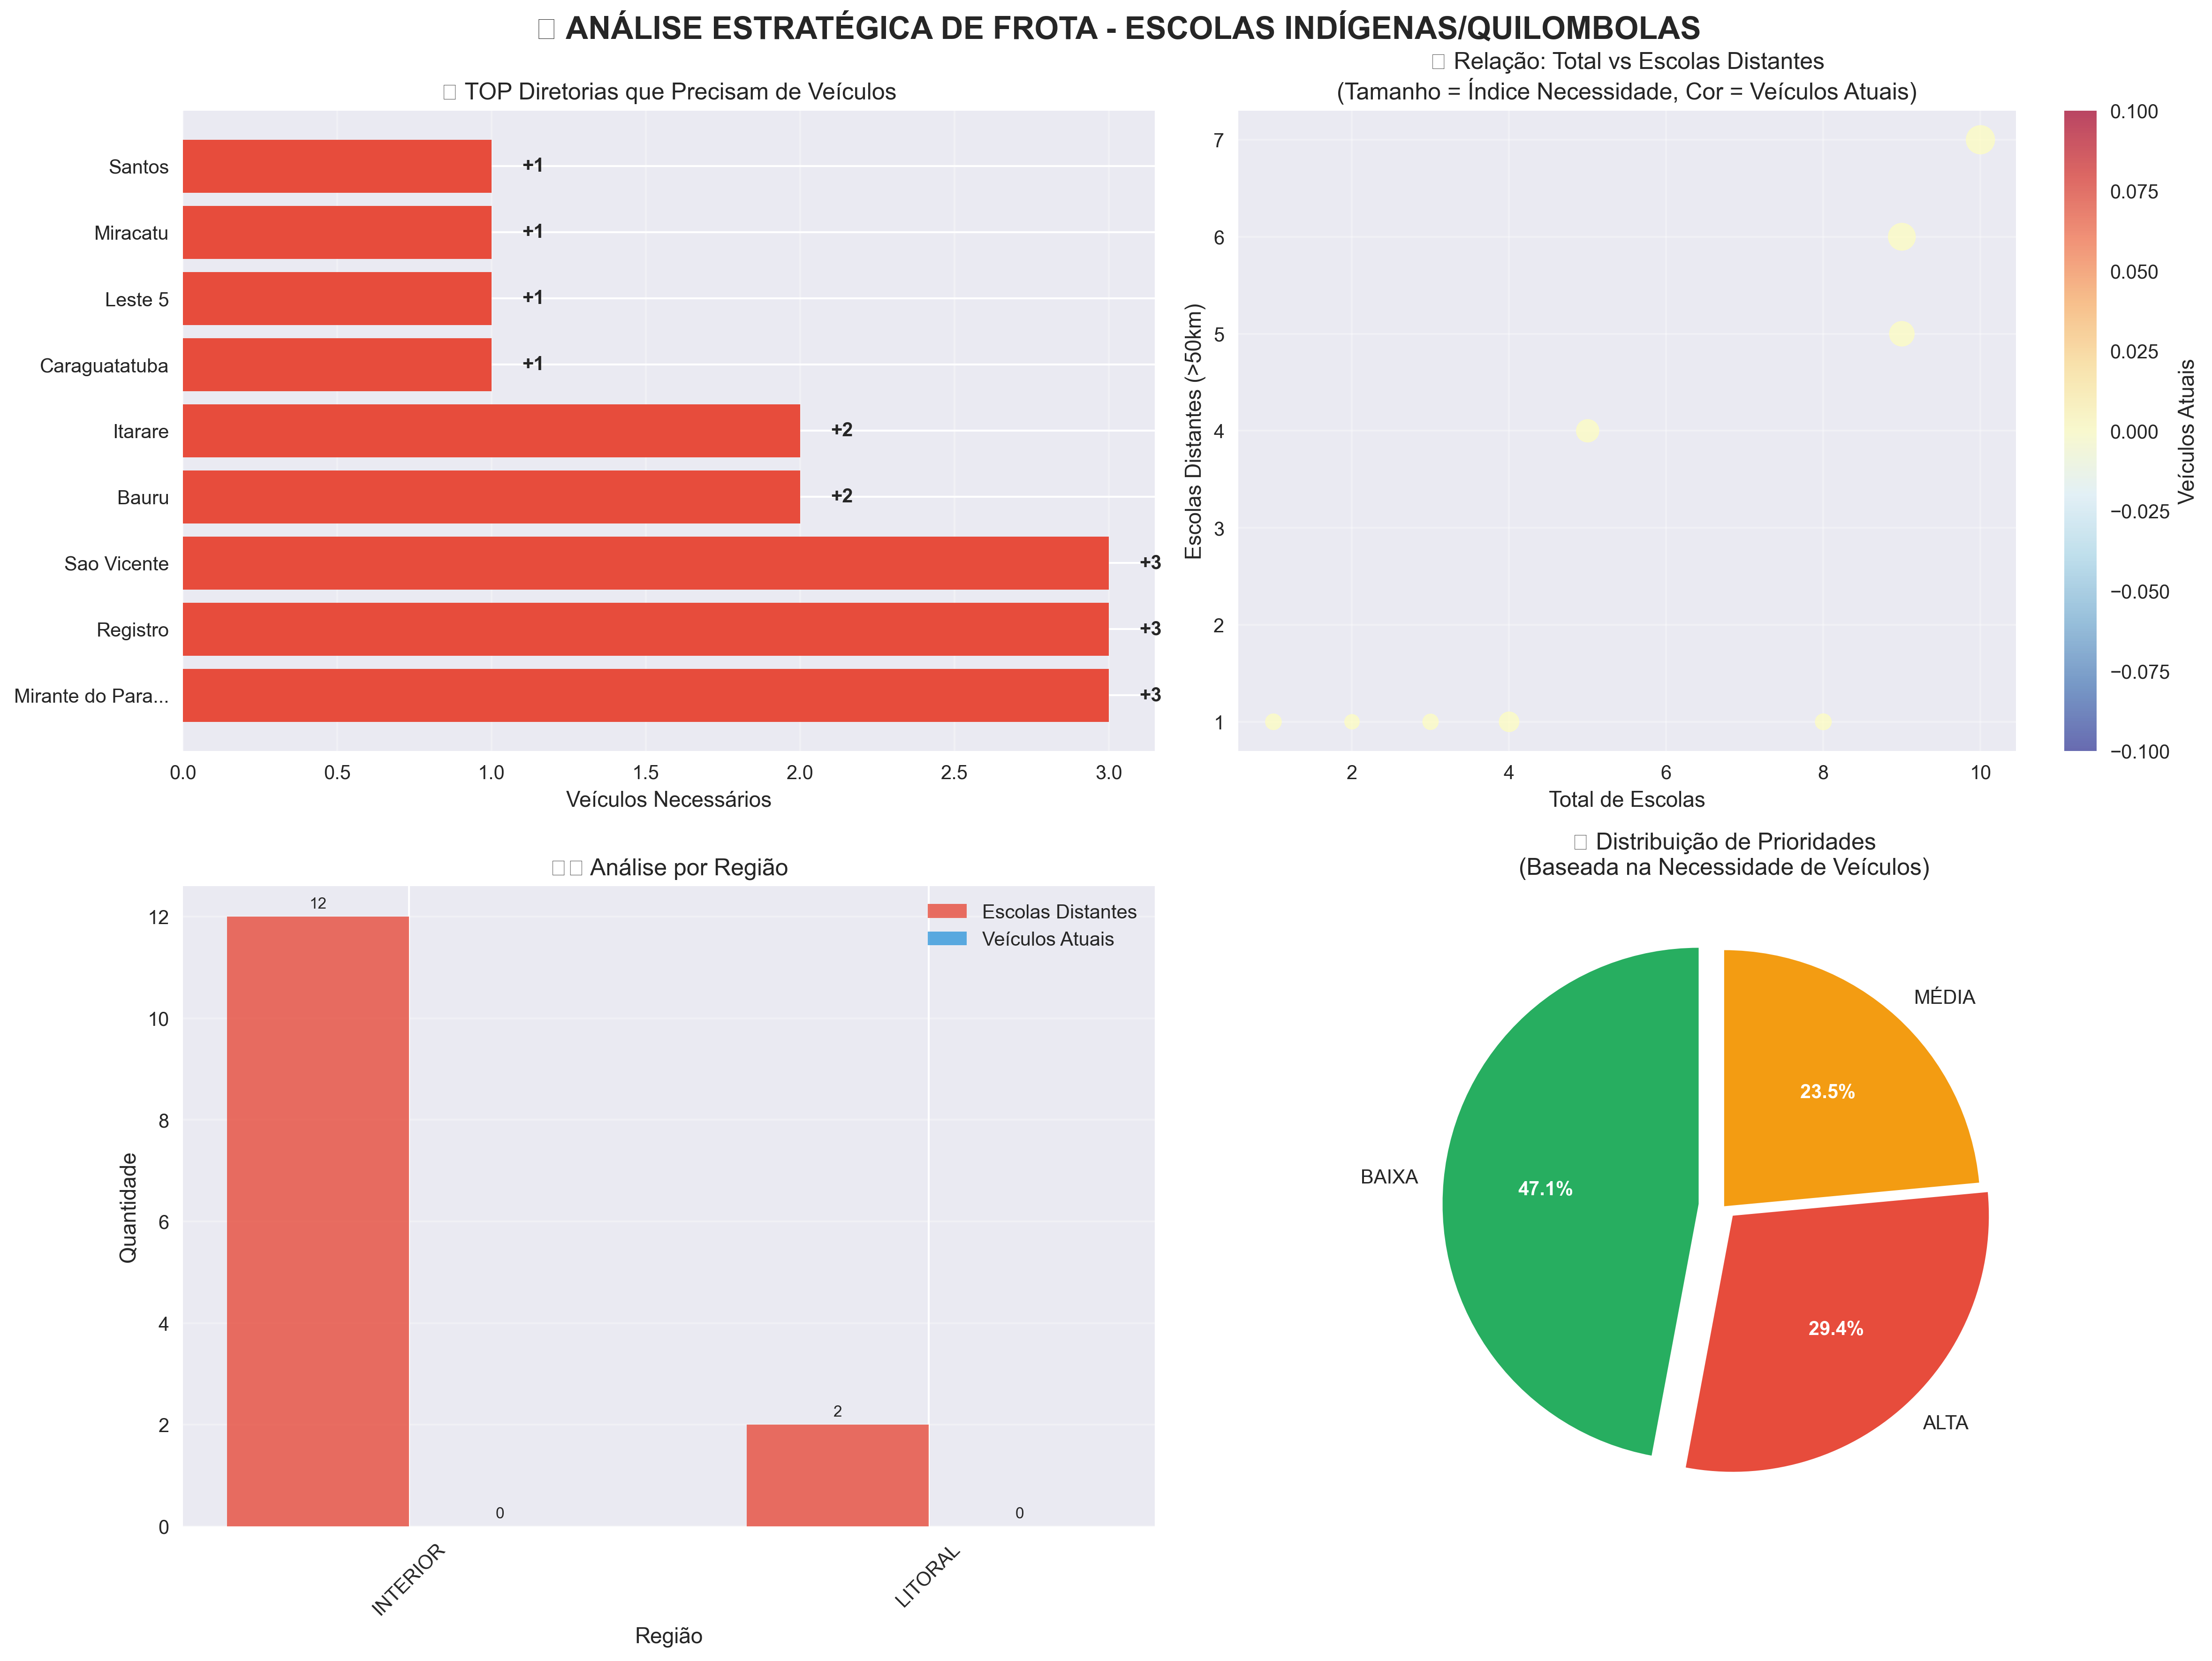 ANÁLISE ESTRATÉGICA DE FROTA - ESCOLAS INDÍGENAS/QUILOMBOLAS
TOP Diretorias que Precisam de Veículos
Santos
+1
Miracatu
+1
Leste 5
+1
Caraguatatuba
+1
Itarare
+2
Bauru
+2
Sao Vicente
+3
Registro
+3
Mirante do Para...
+3
0.0 0.5 1.0 1.5 2.0 2.5 3.0
Veículos Necessários
Relação: Total vs Escolas Distantes
(Tamanho = Índice Necessidade, Cor = Veículos Atuais)
7
6
5
4
3
2
1
Escolas Distantes (>50km)
2 4 6 8 10
Total de Escolas
0.100
0.075
0.050
0.025
0.000
−0.025
−0.050
−0.075
−0.100
Veículos Atuais
Análise por Região
Escolas Distantes
Veículos Atuais
12
10
8
6
4
2
0
Quantidade
12
0
2
0
INTERIOR
LITORAL
Região
Distribuição de Prioridades
(Baseada na Necessidade de Veículos)
MÉDIA
23.5%
BAIXA
47.1%
29.4%
ALTA